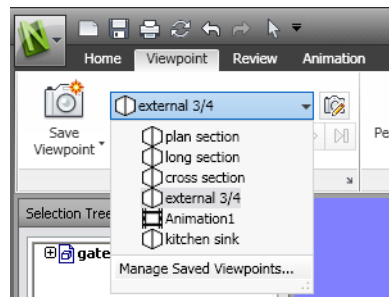 Home Viewpoint Review Animation
external 3/4
Save
Viewpoint
plan section
long section
cross section
external 3/4
Animation1
kitchen sink
Manage Saved Viewpoints...
Selection Tree
gate
Pe